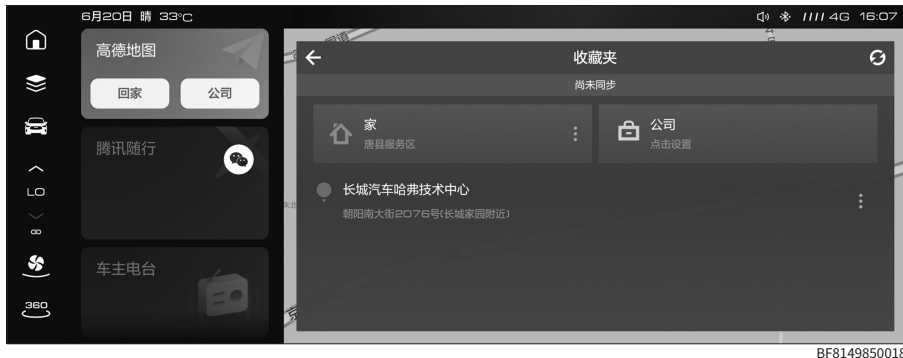 6月20日 晴 33°C
4G 16:07
高德地图
回家 公司
腾讯随行
车主电台
LO
360
收藏夹
尚未同步
家
唐县服务区
公司
点击设置
长城汽车哈弗技术中心
朝阳南大街2076号(长城家园附近)
BF8149850018